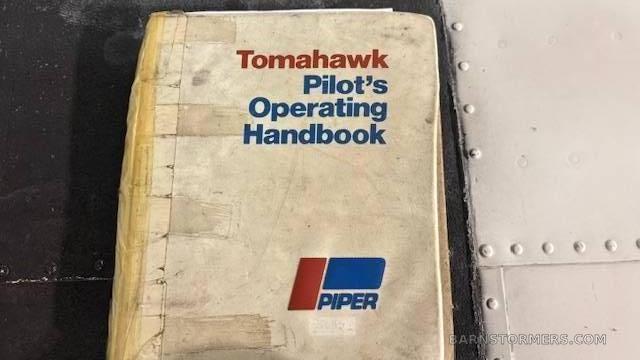 Tomahawk
Pilot's
Operating
Handbook
PIPER
BARNSTORMERS.COM